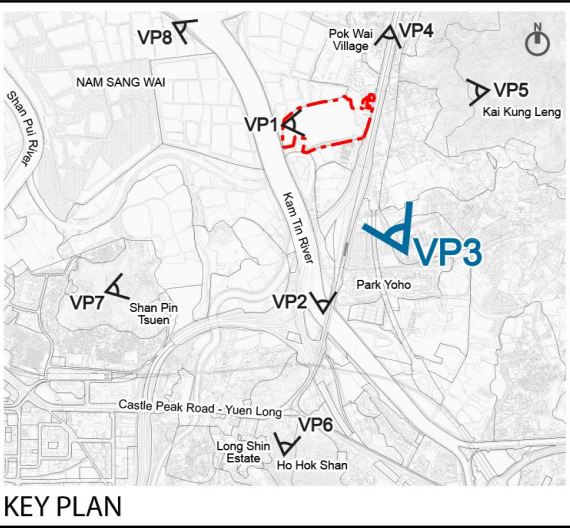 VP8
Pok Wai
Village
VP4
N
NAM SANG WAI
VP5
Kai Kung Leng
Shan Pui River
VP1
Kam Tin River
VP3
Park Yoho
VP7
Shan Pin
Tsuen
VP2
Castle Peak Road - Yuen Long
VP6
Long Shin
Estate
Ho Hok Shan
KEY PLAN